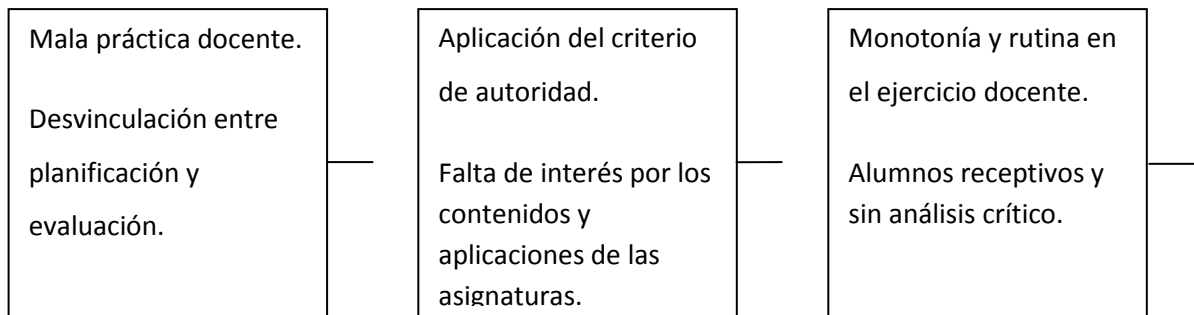 Mala práctica docente.
Desvinculación entre
planificación y
evaluación.
Aplicación del criterio
de autoridad.
Falta de interés por los
contenidos y
aplicaciones de las
asignaturas.
Monotonía y rutina en
el ejercicio docente.
Alumnos receptivos y
sin análisis crítico.